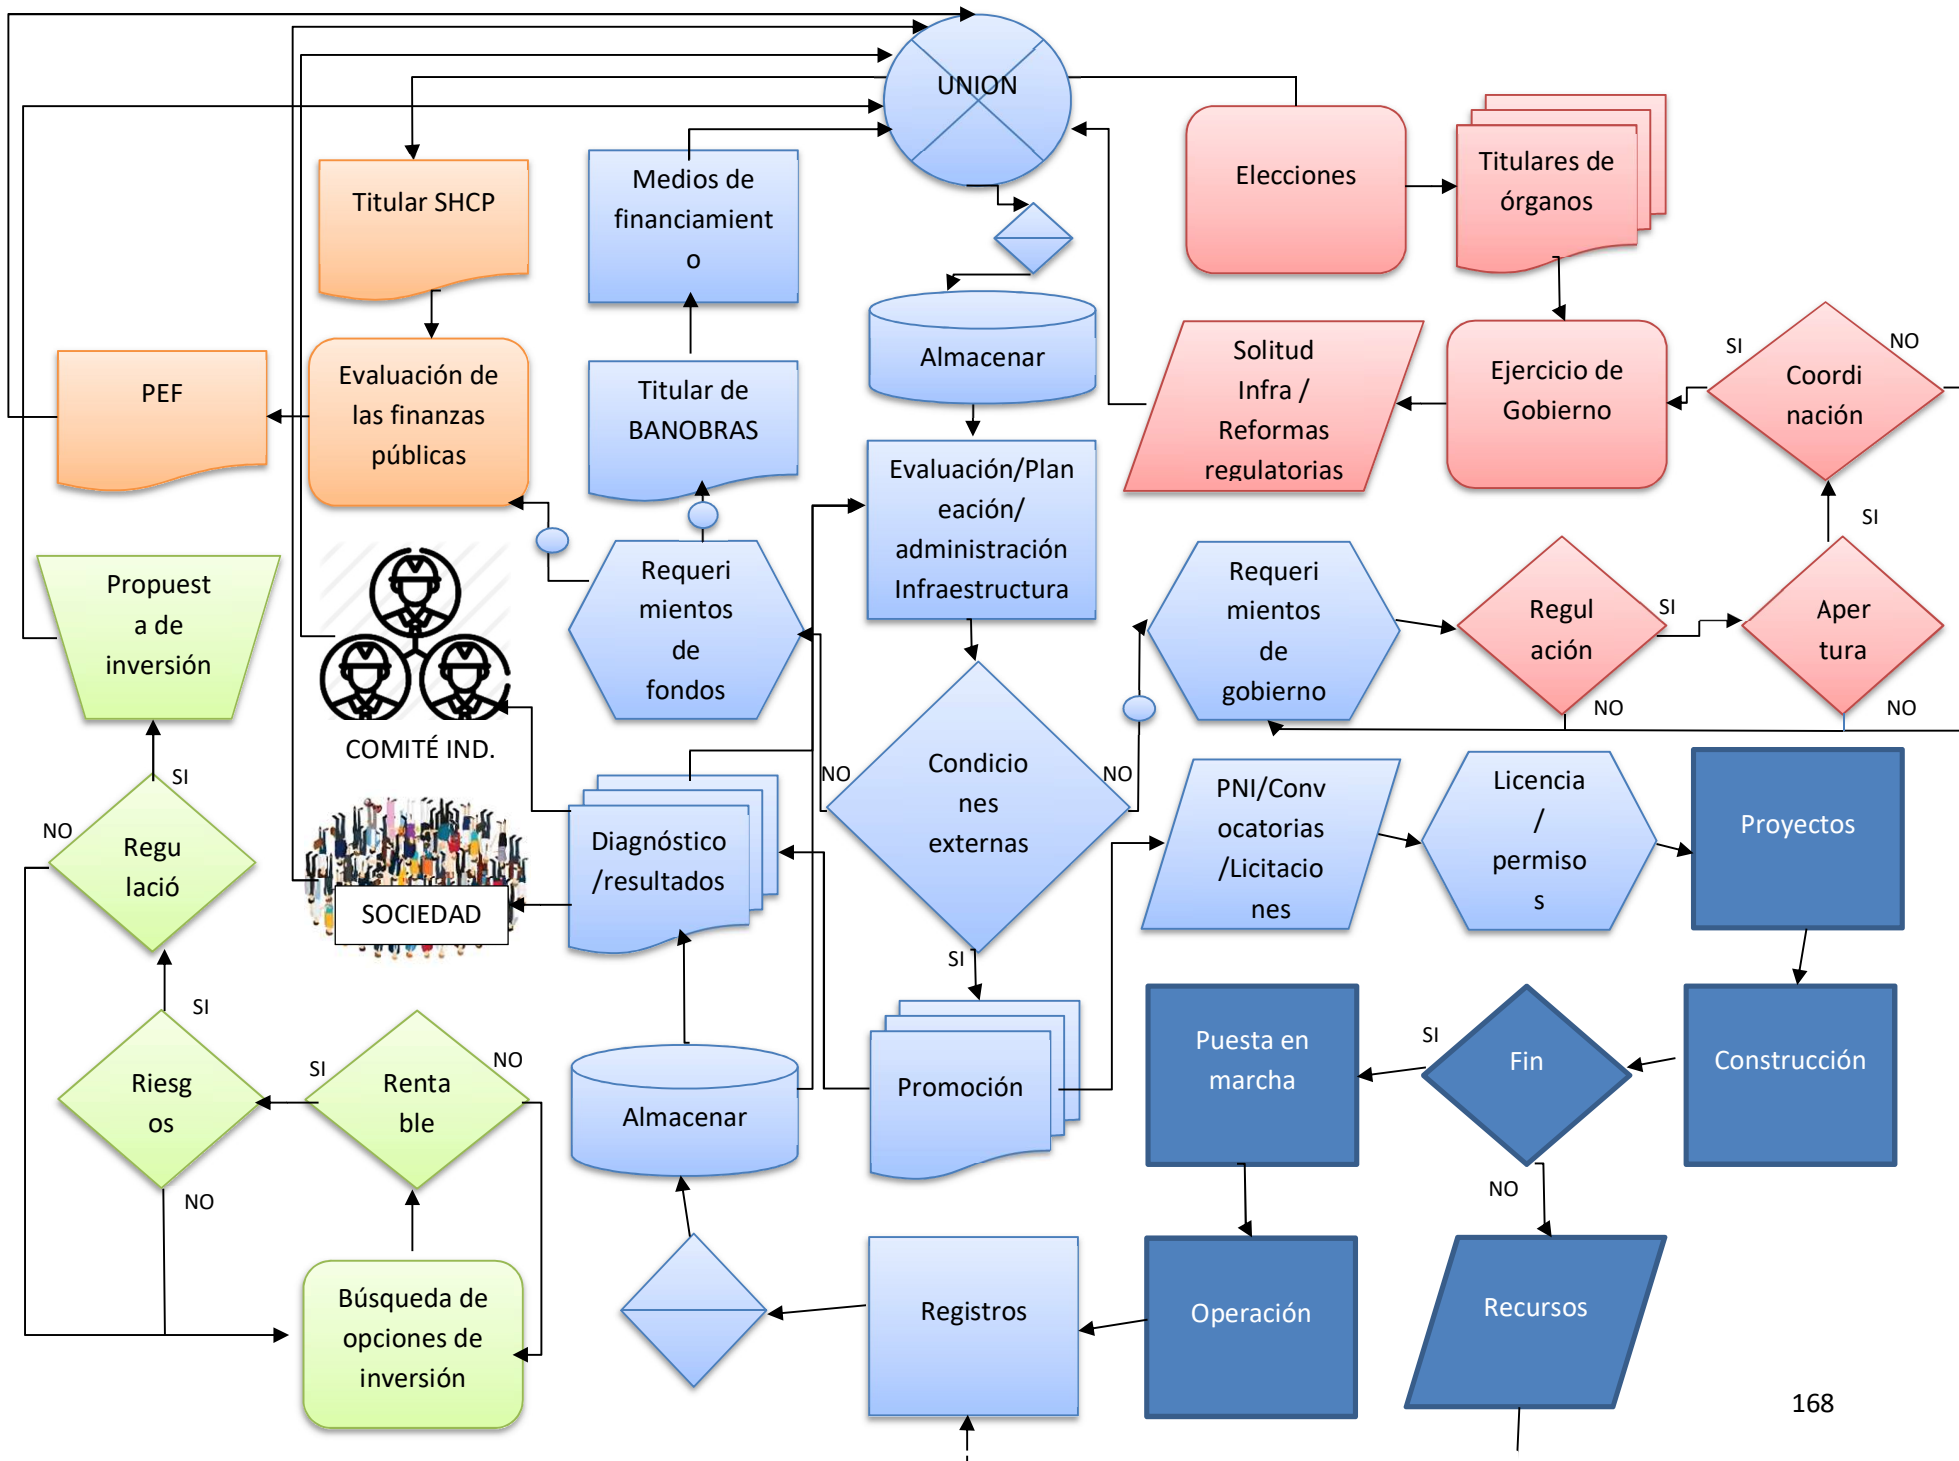 UNION
Elecciones
Titulares de
órganos
Titular SHCP
Medios de
financiamient
o
Almacenar
Solitud
Infra /
Reformas
regulatorias
Ejercicio de
Gobierno
SI
NO
Coordi
nación
PEF
Evaluación de
las finanzas
públicas
Titular de
BANOBRAS
Evaluación/Plan
eación/
administración
Infraestructura
SI
Propuest
a de
inversión
COMITÉ IND.
Requeri
mientos
de
fondos
Requeri
mientos
de
gobierno
Regul
ación
SI
NO
Aper
tura
NO
SI
NO
Regu
lació
SOCIEDAD
Diagnóstico
/resultados
NO
Condicio
nes
externas
NO
SI
PNI/Conv
ocatorias
/Licitacio
nes
Licencia
/
permiso
s
Proyectos
SI
Riesg
os
NO
SI
Renta
ble
NO
Almacenar
Promoción
Puesta en
marcha
SI
Fin
NO
Construcción
Búsqueda de
opciones de
inversión
Registros
Operación
Recursos
168